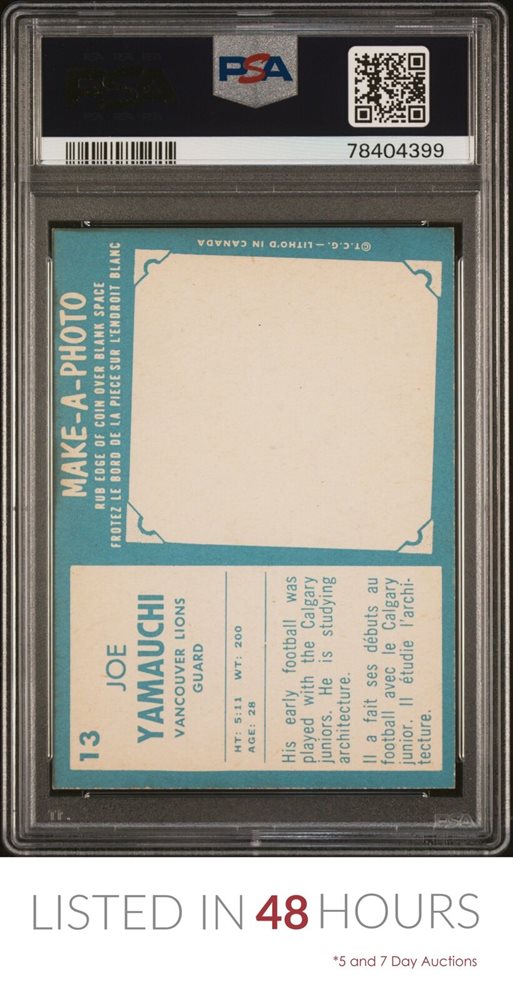 PSA
78404399
©T.C.G. – LITHO'D IN CANADA
MAKE-A-PHOTO
RUB EDGE OF COIN OVER BLANK SPACE
FROTEZ LE BORD DE LA PIECE SUR L'ENDROIT BLANC
13
JOE
YAMAUCHI
VANCOUVER LIONS
GUARD
HT: 5:11 WT: 200
AGE: 28
His early football was
played with the Calgary
juniors. He is studying
architecture.
Il a fait ses débuts au
football avec le Calgary
junior. Il étudie l'archi-
tecture.
PSA
LISTED IN 48 HOURS
*5 and 7 Day Auctions